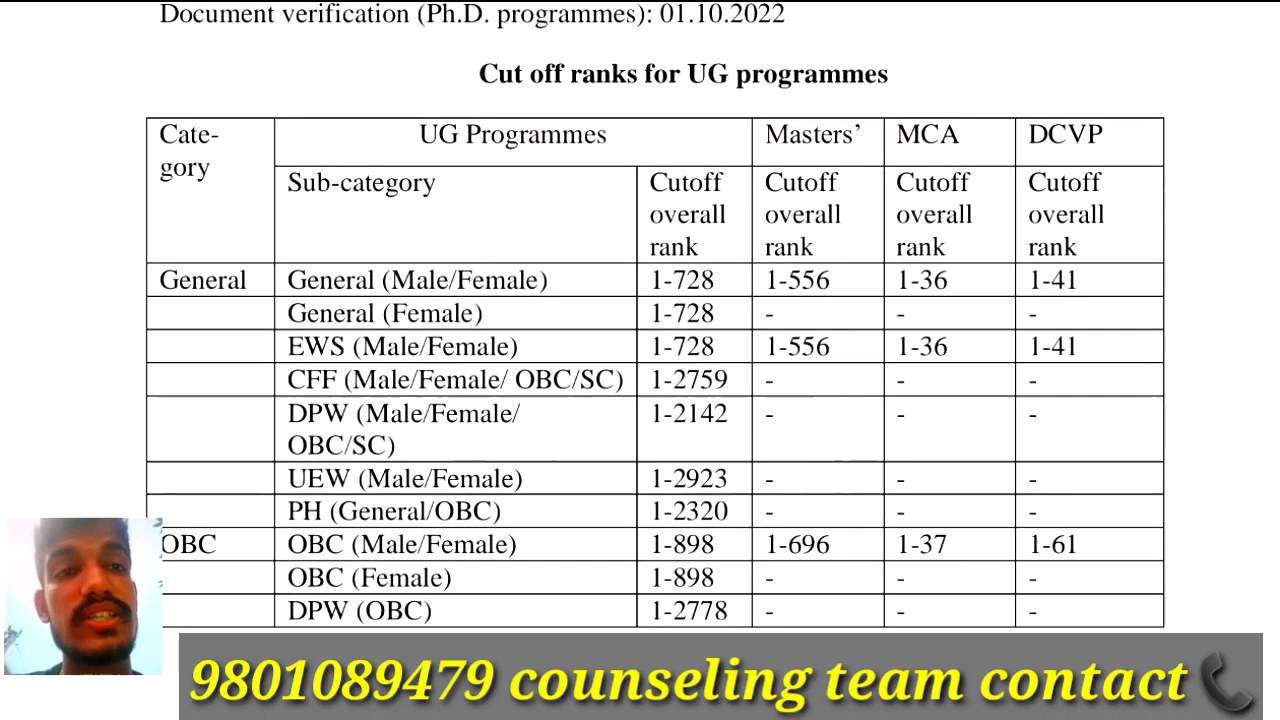 Document verification (Ph.D. programmes): 01.10.2022
Cut off ranks for UG programmes
Cate-gory UG Programmes Masters’ MCA DCVP
Sub-category Cutoff overall rank Cutoff overall rank Cutoff overall rank Cutoff overall rank
General General (Male/Female) 1-728 1-556 1-36 1-41
General (Female) 1-728 - - -
EWS (Male/Female) 1-728 1-556 1-36 1-41
CFF (Male/Female/ OBC/SC) 1-2759 - - -
DPW (Male/Female/ OBC/SC) 1-2142 - - -
UEW (Male/Female) 1-2923 - - -
PH (General/OBC) 1-2320 - - -
OBC OBC (Male/Female) 1-898 1-696 1-37 1-61
OBC (Female) 1-898 - - -
DPW (OBC) 1-2778 - - -
9801089479 counseling team contact